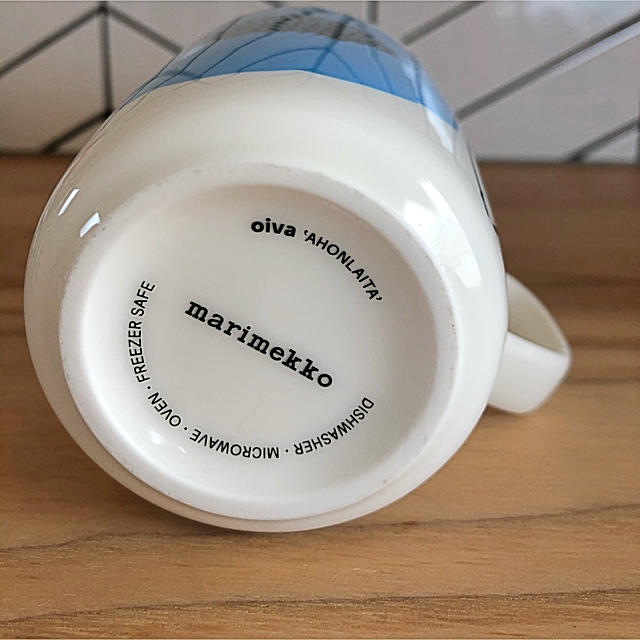 oiva ‘AHONLAITA’
marimekko
DISHWASHER · MICROWAVE · OVEN · FREEZER SAFE